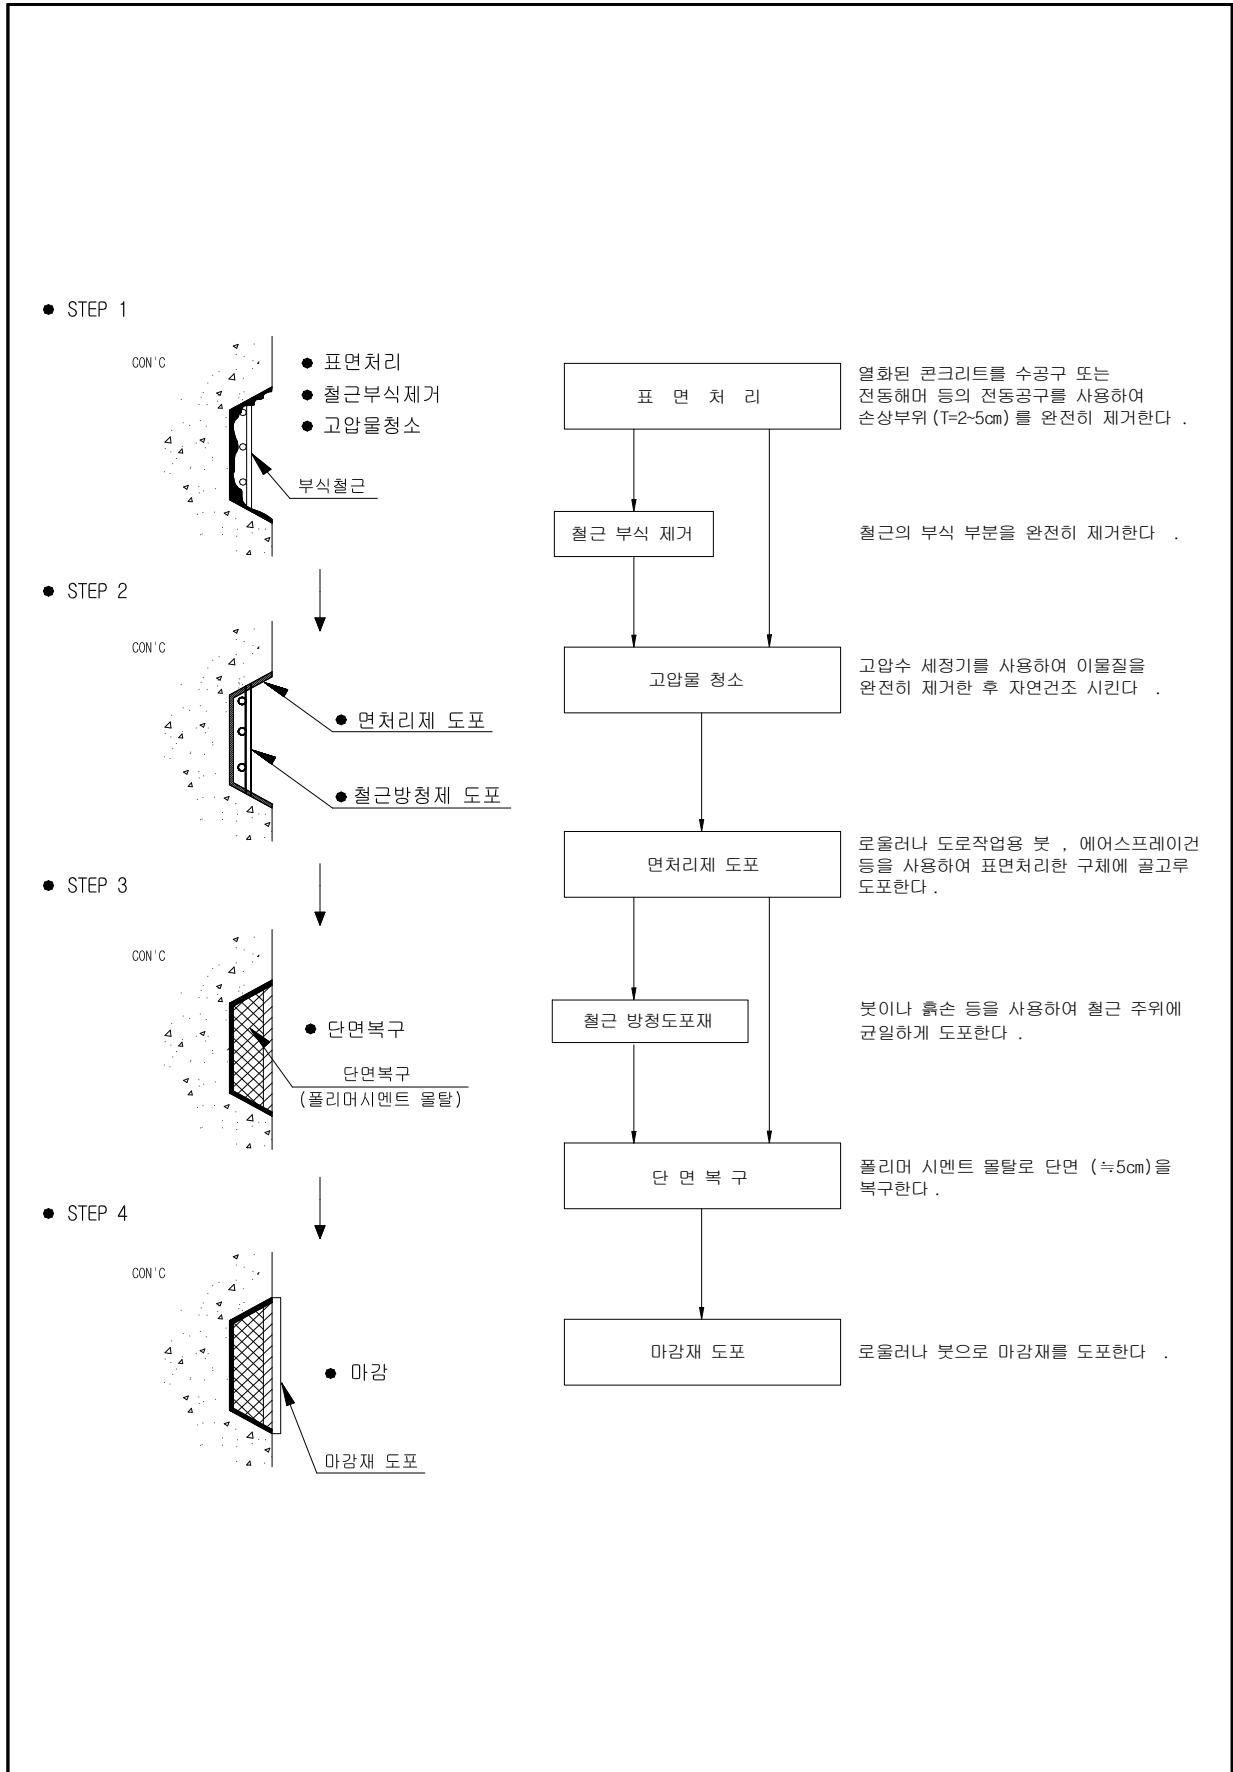 ● STEP 1
CON'C
● 표면처리
● 철근부식제거
● 고압물청소
부식철근
● STEP 2
CON'C
● 면처리제 도포
● 철근방청제 도포
● STEP 3
CON'C
● 단면복구
단면복구
(폴리머시멘트 몰탈)
● STEP 4
CON'C
● 마감
마감재 도포
표 면 처 리
열화된 콘크리트를 수공구 또는
전동해머 등의 전동공구를 사용하여
손상부위(T=2~5㎝)를 완전히 제거한다 .
철근 부식 제거
철근의 부식 부분을 완전히 제거한다 .
고압물 청소
고압수 세정기를 사용하여 이물질을
완전히 제거한 후 자연건조 시킨다 .
면처리제 도포
로울러나 도로작업용 붓 , 에어스프레이건
등을 사용하여 표면처리한 구체에 골고루
도포한다 .
철근 방청도포재
붓이나 흙손 등을 사용하여 철근 주위에
균일하게 도포한다 .
단 면 복 구
폴리머 시멘트 몰탈로 단면 (≒5㎝)을
복구한다 .
마감재 도포
로울러나 붓으로 마감재를 도포한다 .